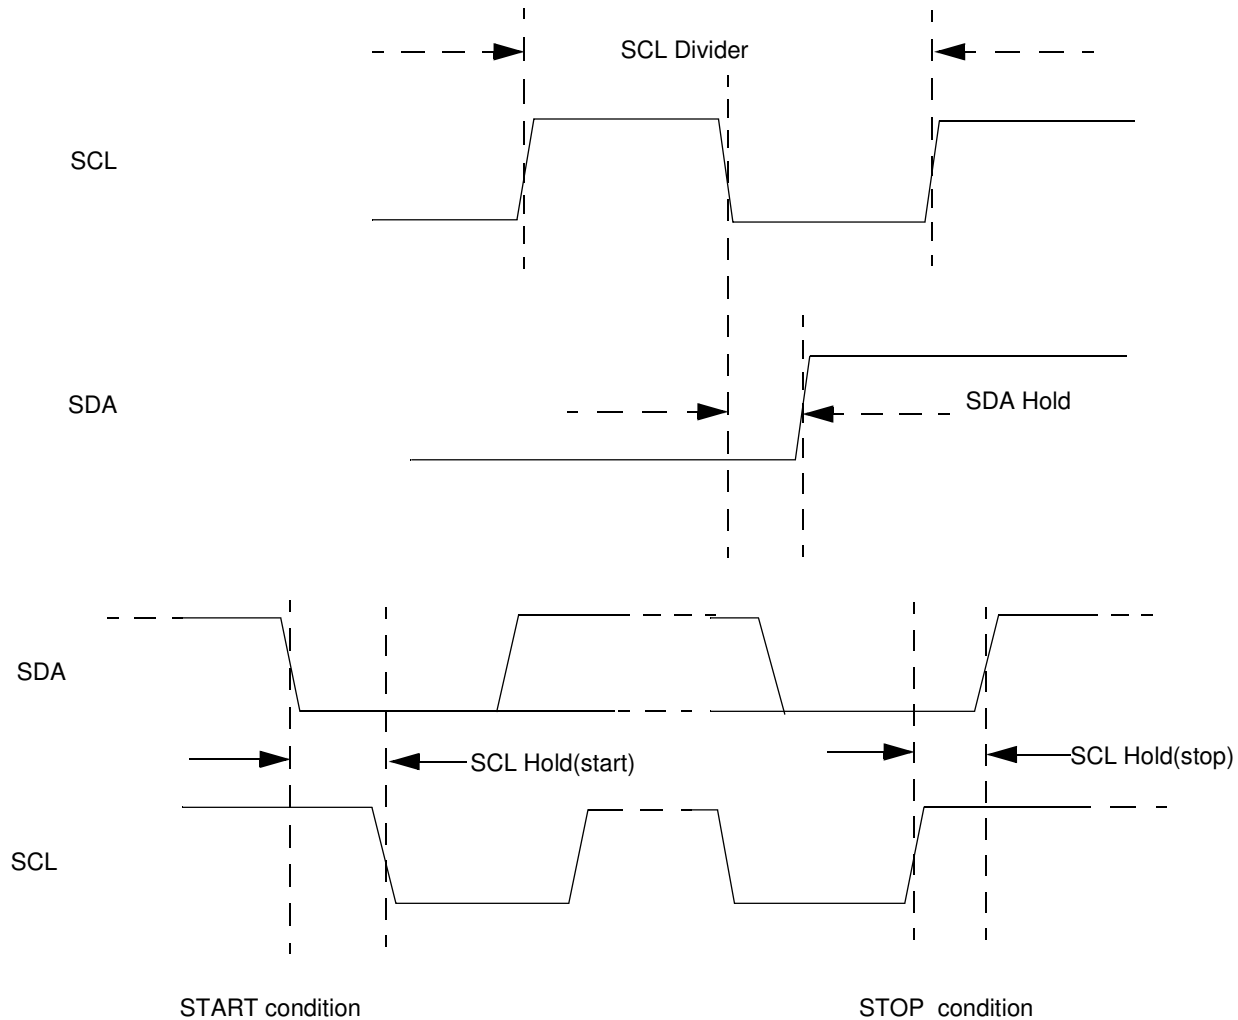 SCL Divider
SCL
SDA
SDA Hold
SDA
SCL Hold(start)
SCL Hold(stop)
SCL
START condition
STOP condition